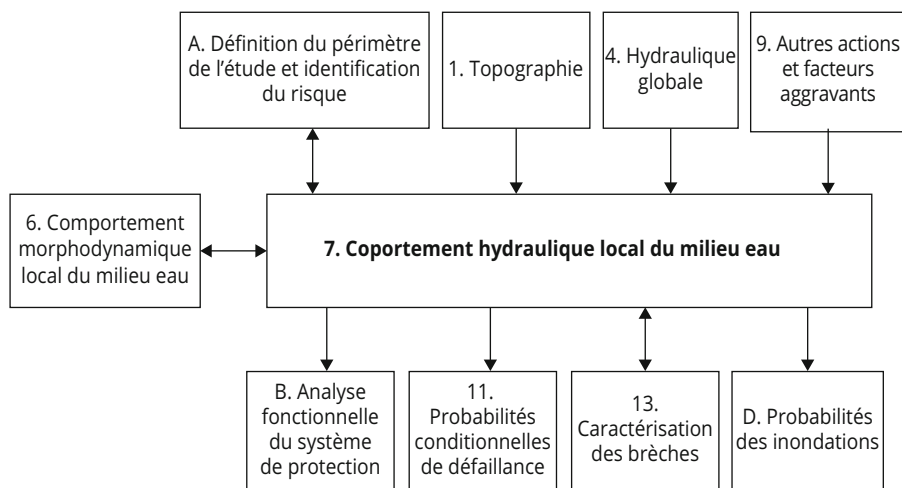 A. Définition du périmètre
de l’étude et identification
du risque
1. Topographie
4. Hydraulique
globale
9. Autres actions
et facteurs
aggravants
6. Comportement
morphodynamique
local du milieu eau
7. Coportement hydraulique local du milieu eau
B. Analyse
fonctionnelle
du système
de protection
11.
Probabilités
conditionnelles
de défaillance
13.
Caractérisation
des brèches
D. Probabilités
des inondations